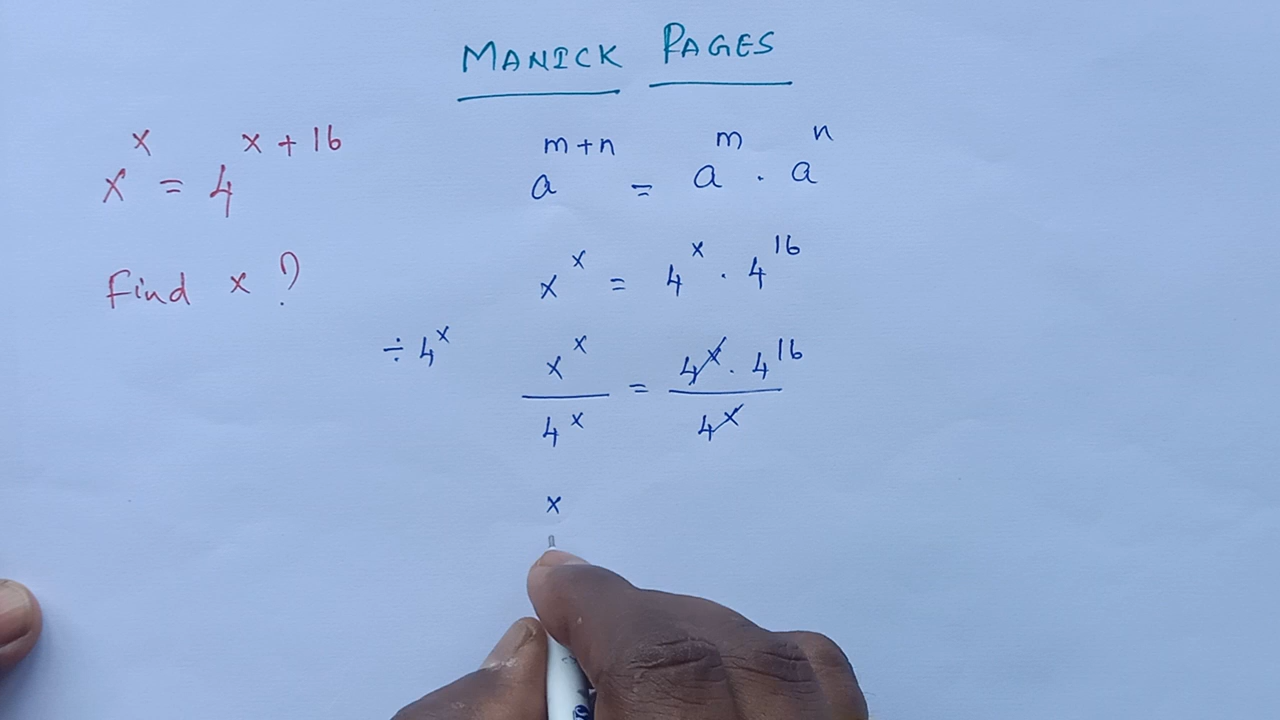 MANICK PAGES
x^x = 4^(x+16)
Find x ?
a^(m+n) = a^m . a^n
x^x = 4^x . 4^16
÷ 4^x x^x / 4^x = 4^x . 4^16 / 4^x
x